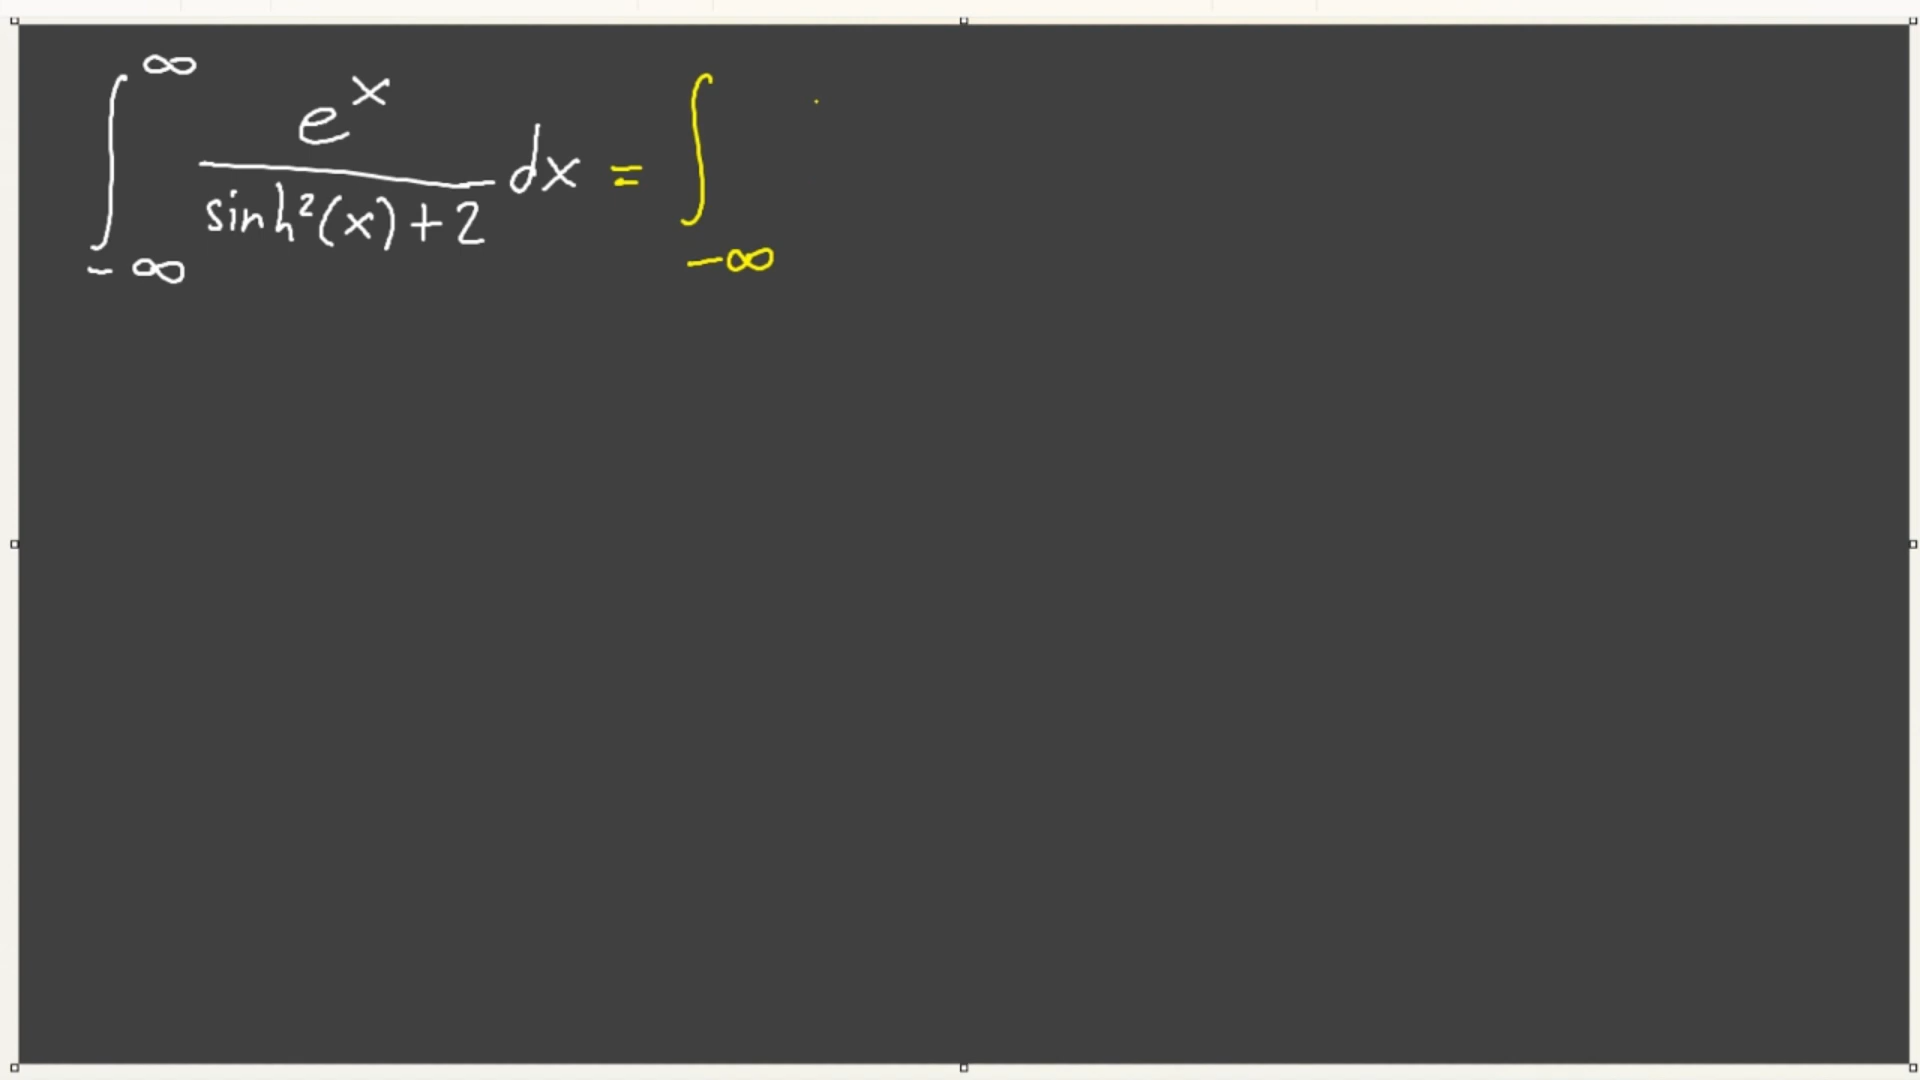 ∫_{-∞}^{∞} e^x / (sinh²(x)+2) dx = ∫_{-∞}